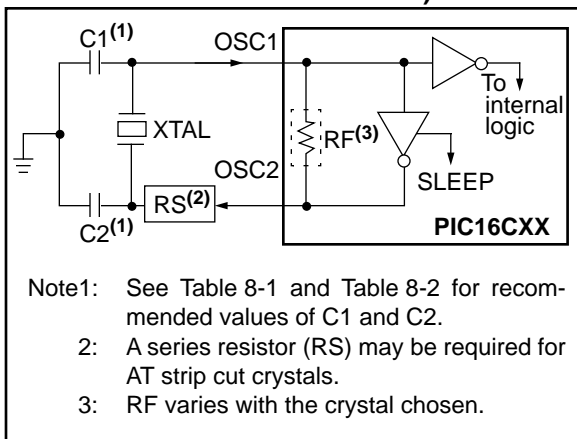 C1(1)
OSC1
To
internal
logic
XTAL
RF(3)
OSC2
SLEEP
RS(2)
C2(1)
PIC16CXX
Note1: See Table 8-1 and Table 8-2 for recom-
mended values of C1 and C2.
2: A series resistor (RS) may be required for
AT strip cut crystals.
3: RF varies with the crystal chosen.